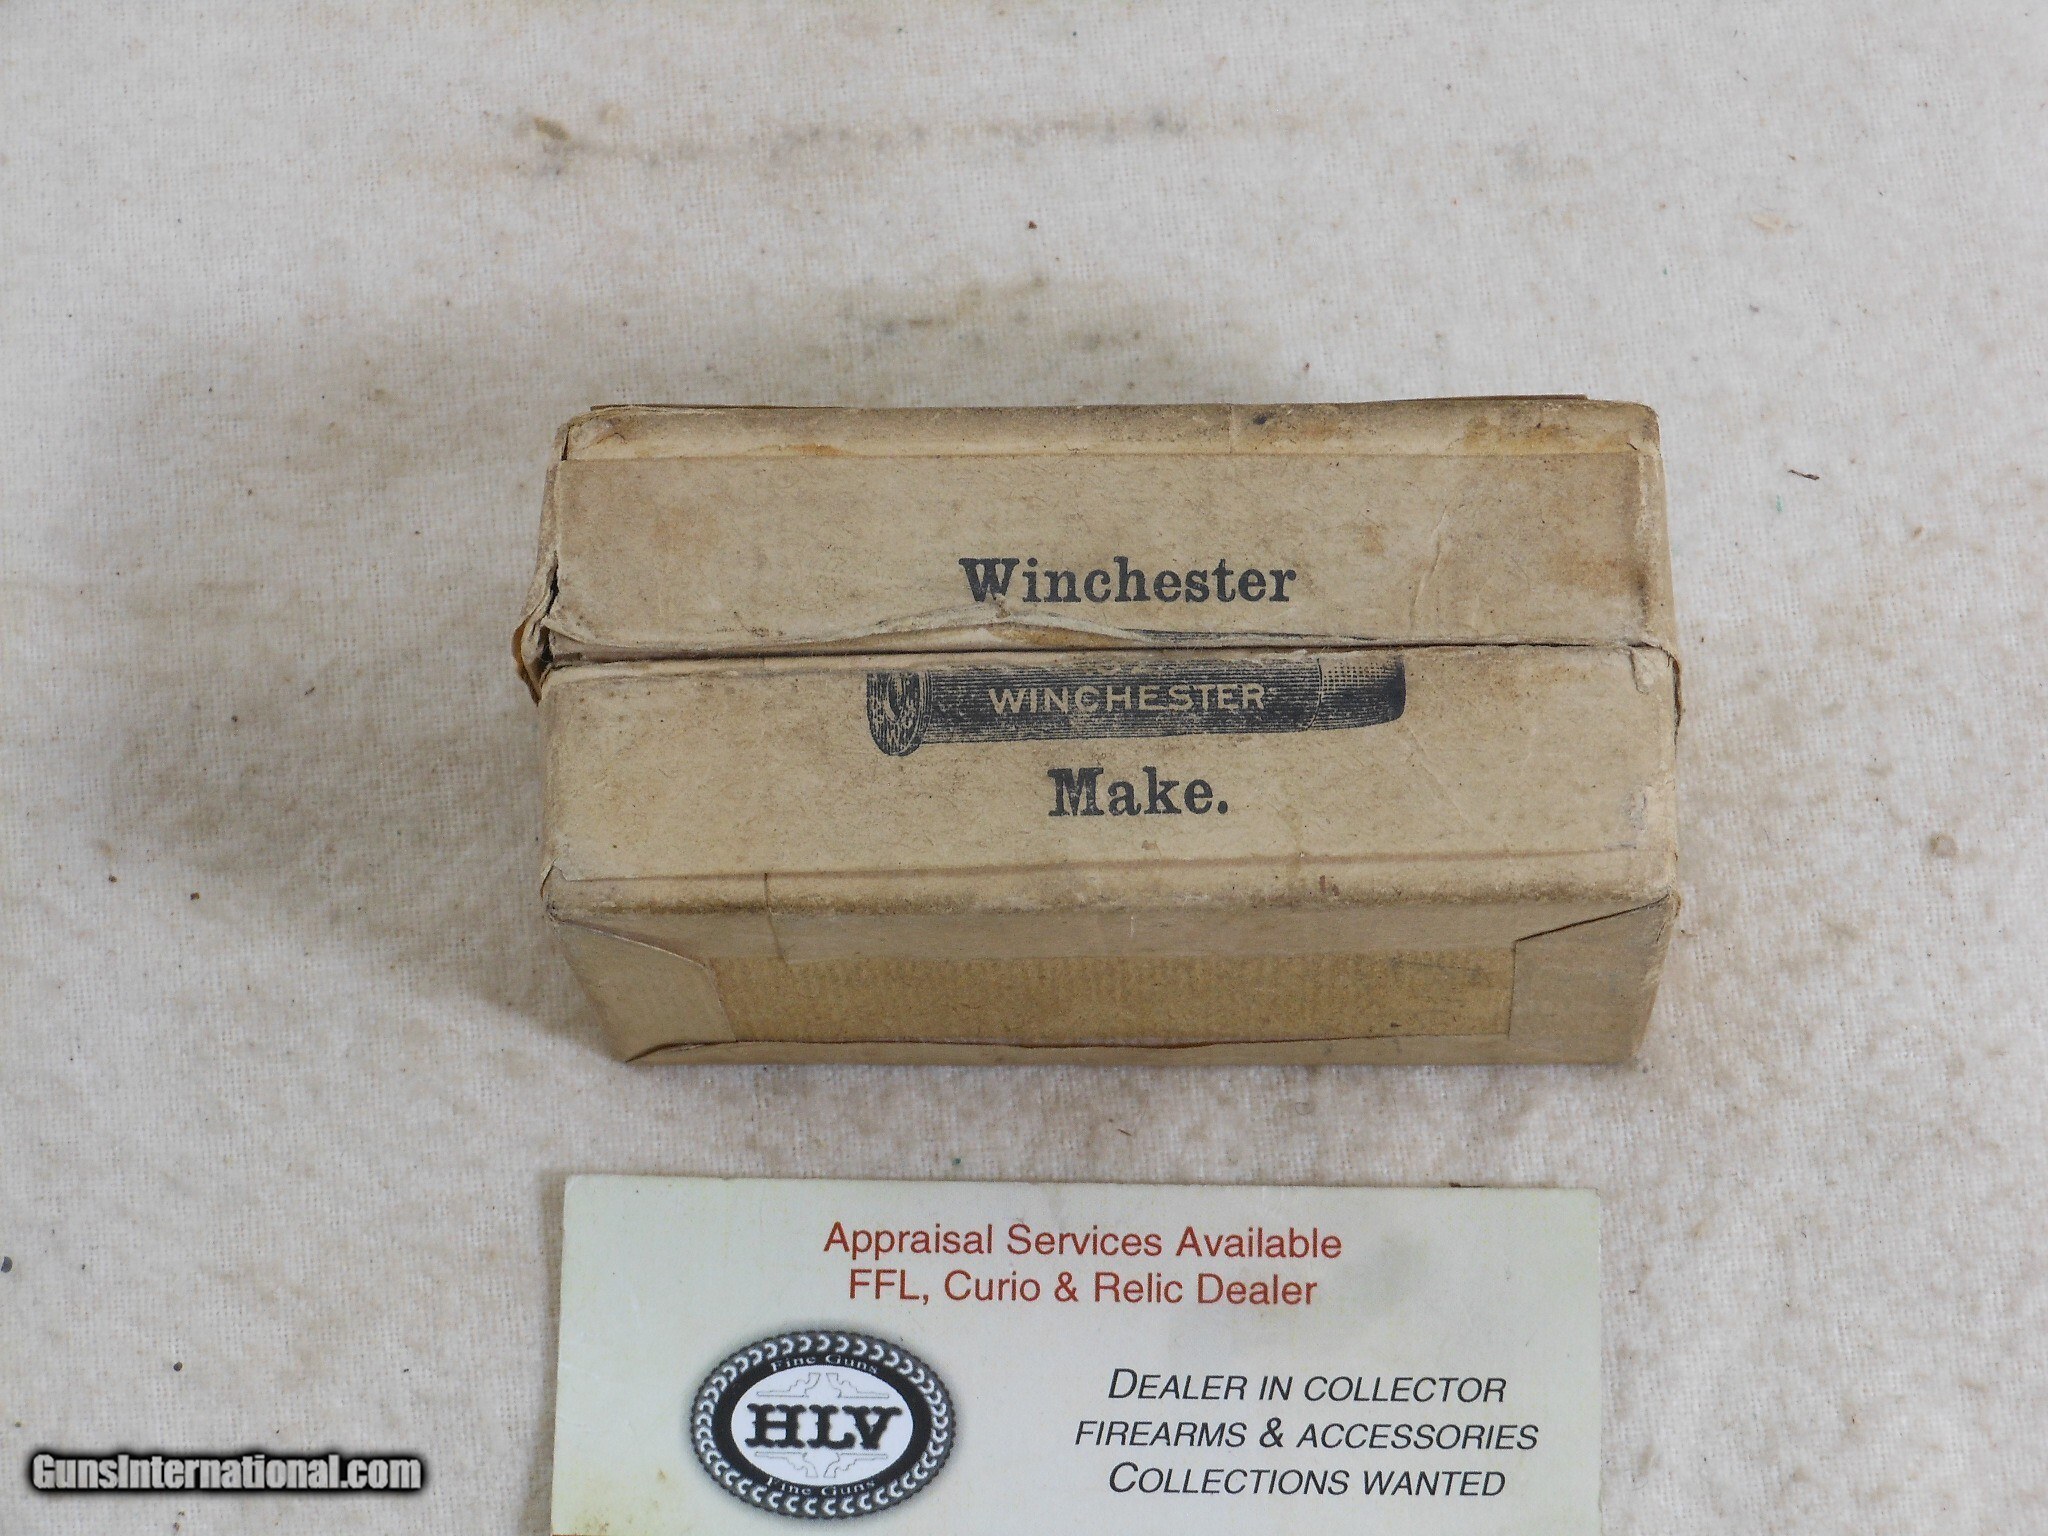 Winchester
WINCHESTER
Make.
Appraisal Services Available
FFL, Curio & Relic Dealer
Fine Guns
HLV
Fine Guns
DEALER IN COLLECTOR
FIREARMS & ACCESSORIES
COLLECTIONS WANTED
GunsInternational.com